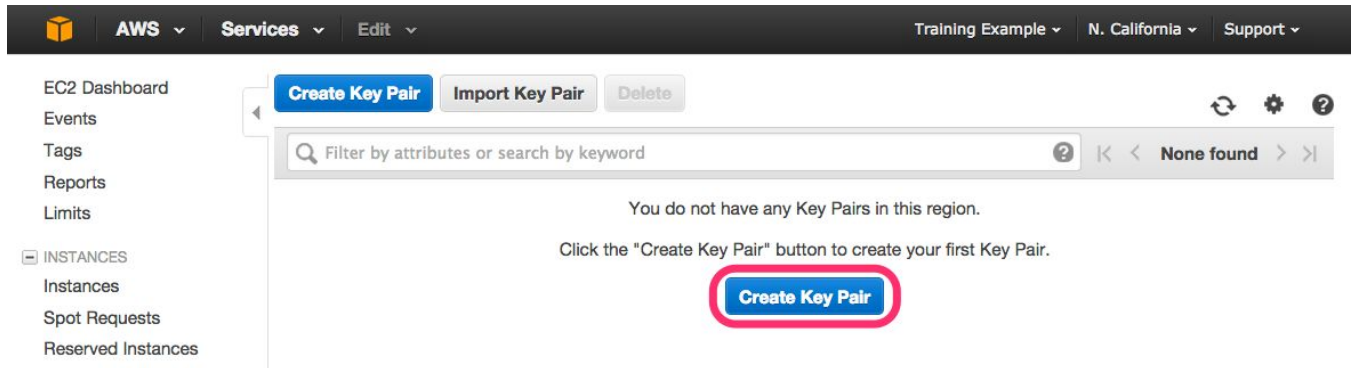 AWS Services Edit Training Example N. California Support
EC2 Dashboard
Events
Tags
Reports
Limits
INSTANCES
Instances
Spot Requests
Reserved Instances
Create Key Pair Import Key Pair Delete
Filter by attributes or search by keyword None found
You do not have any Key Pairs in this region.
Click the "Create Key Pair" button to create your first Key Pair.
Create Key Pair